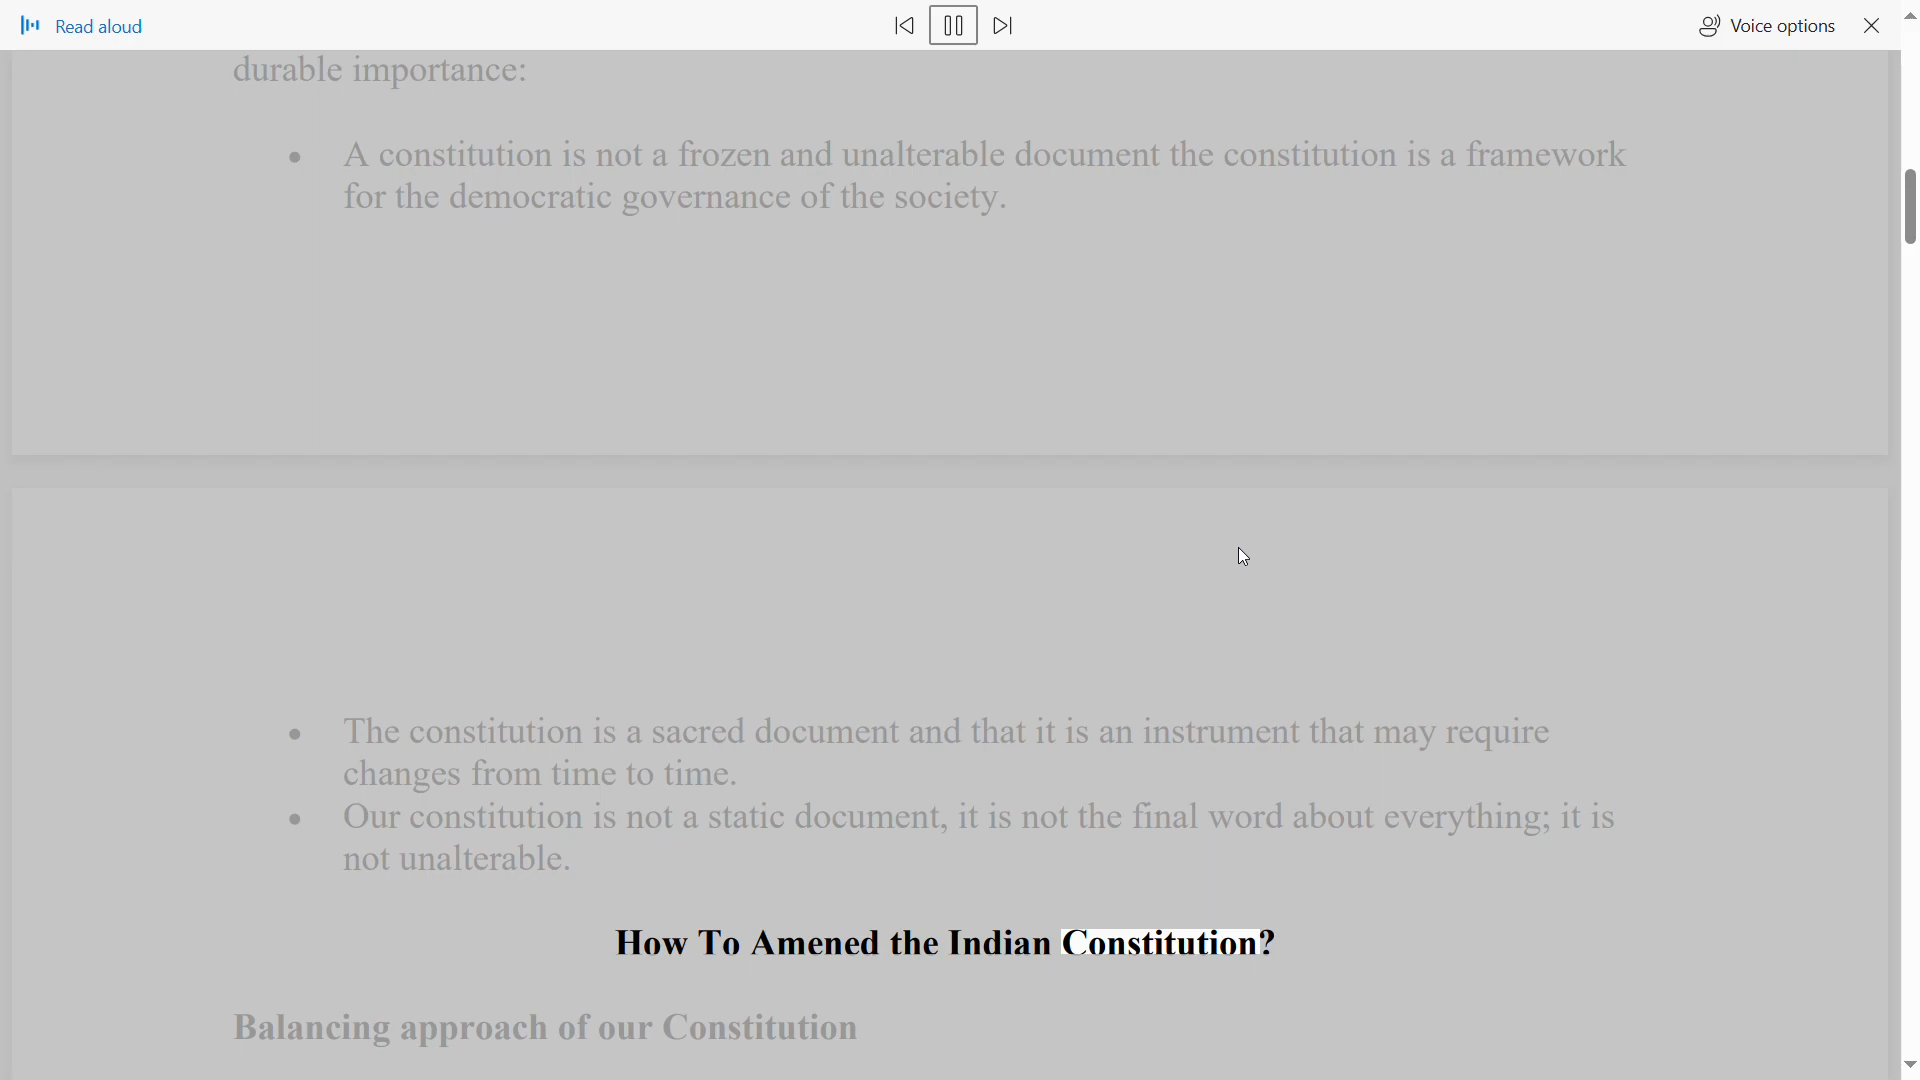 Read aloud
Voice options
durable importance:
• A constitution is not a frozen and unalterable document the constitution is a framework
for the democratic governance of the society.
• The constitution is a sacred document and that it is an instrument that may require
changes from time to time.
• Our constitution is not a static document, it is not the final word about everything; it is
not unalterable.
How To Amened the Indian Constitution?
Balancing approach of our Constitution